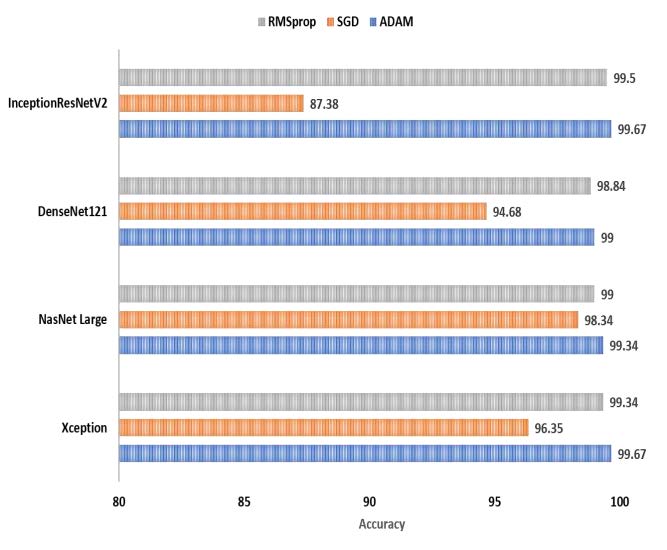 RMSprop SGD ADAM
99.5
InceptionResNetV2 87.38
99.67
98.84
DenseNet121 94.68
99
99
NasNet Large 98.34
99.34
99.34
Xception 96.35
99.67
80 85 90 95 100
Accuracy